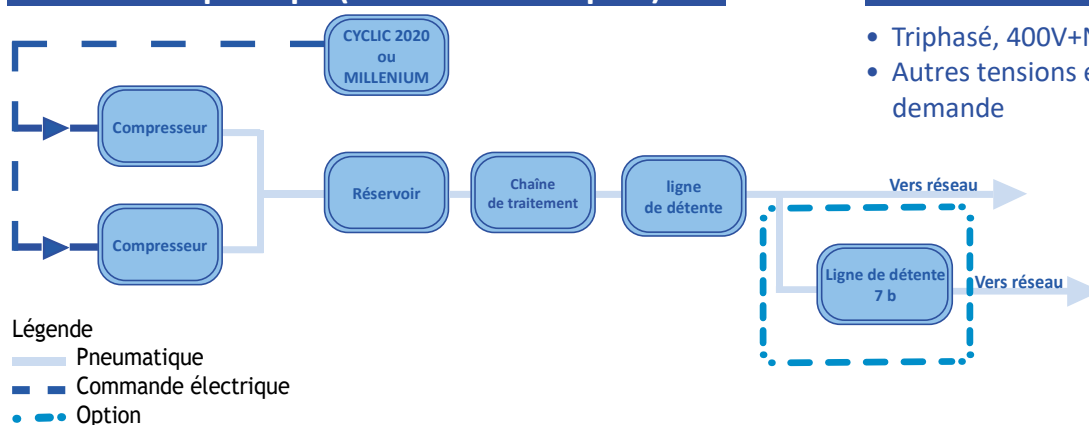 CYCLIC 2020
ou
MILLENIUM
• Triphasé, 400V+
• Autres tensions
demande
Compresseur
Réservoir
Chaîne
de traitement
ligne
de détente
Vers réseau
Compresseur
Ligne de détente
7 b
Vers réseau
Légende
Pneumatique
Commande électrique
Option